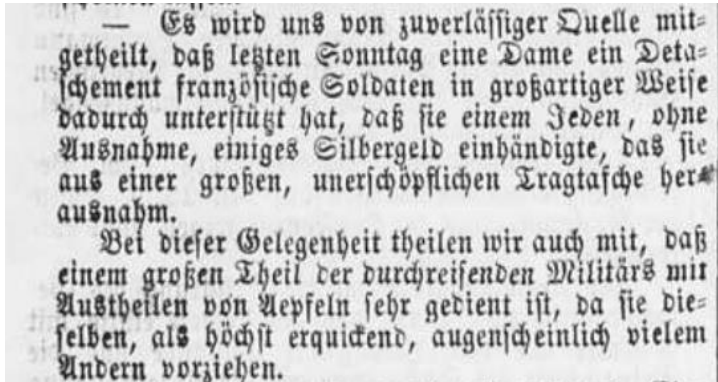 — Es wird uns von zuverlässiger Quelle mit-
getheilt, daß letzten Sonntag eine Dame ein Deta-
schement französische Soldaten in großartiger Weise
dadurch unterstützt hat, daß sie einem Jeden, ohne
Ausnahme, einiges Silbergeld einhändigte, das sie
aus einer großen, unerschöpflichen Tragtasche her-
ausnahm.
Bei dieser Gelegenheit theilen wir auch mit, daß
einem großen Theil der durchreisenden Militärs mit
Austheilen von Aepfeln sehr gedient ist, da sie die-
selben, als höchst erquickend, augenscheinlich vielem
Andern vorziehen.